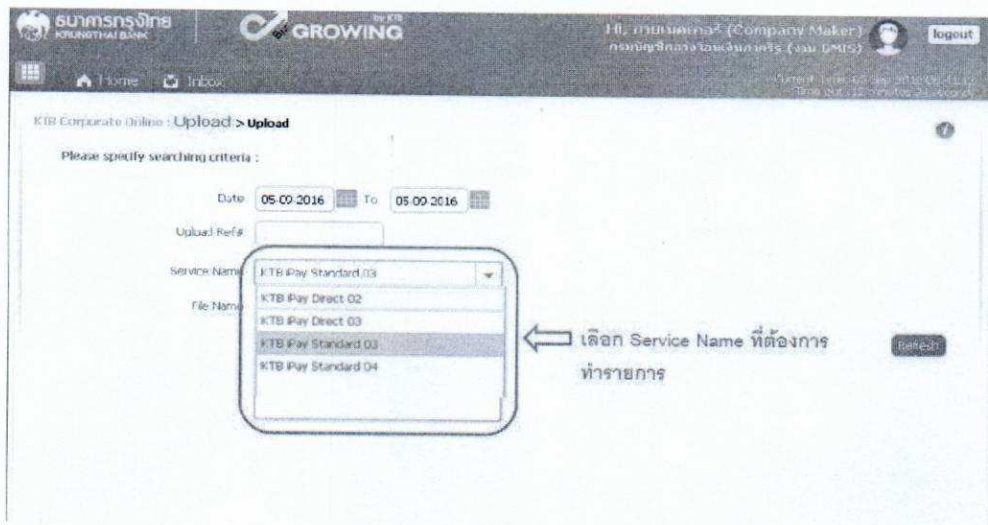 ธนาคารกรุงไทย
KRUNGTHAI BANK
Biz GROWING
by KTB
Hi, (Company Maker)
logout
Home Inbox
KTB Corporate Online : Upload > Upload
Please specify searching criteria :
Date 05-09-2016 To 05-09-2016
Upload Ref#
Service Name KTB iPay Standard 03
KTB iPay Direct 02
File Name
KTB iPay Direct 03
KTB iPay Standard 03
KTB iPay Standard 04
เลือก Service Name ที่ต้องการ
ทำรายการ
Refresh